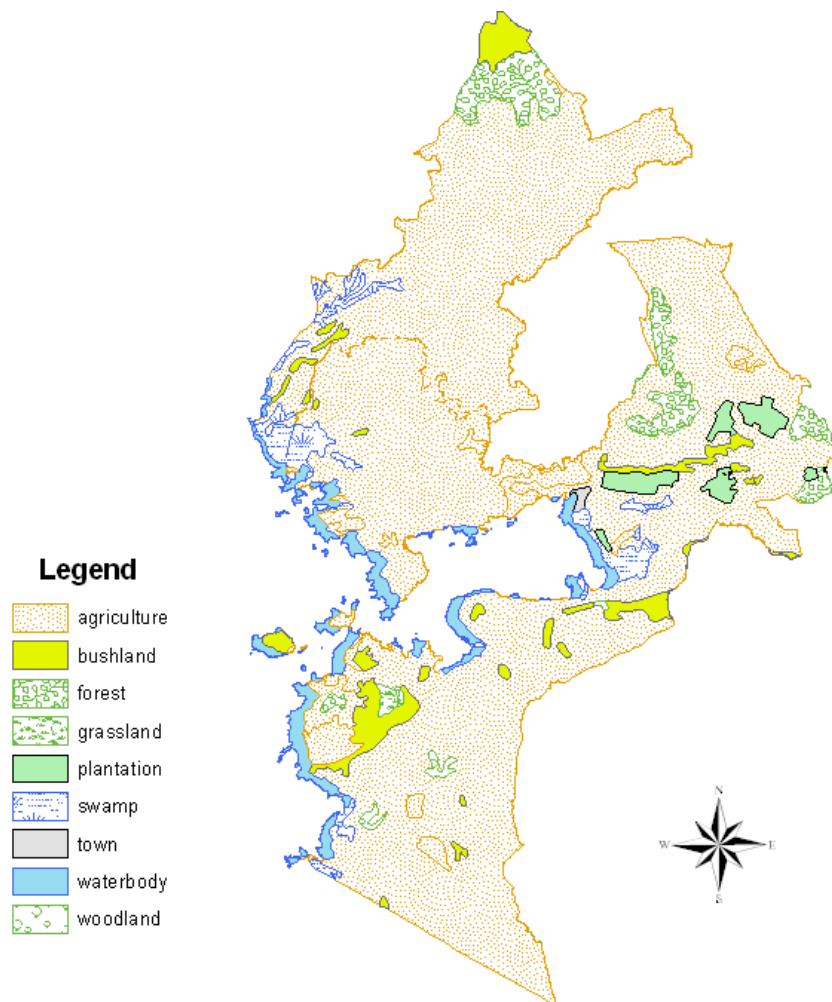 Legend
agriculture
bushland
forest
grassland
plantation
swamp
town
waterbody
woodland
N
W
E
S